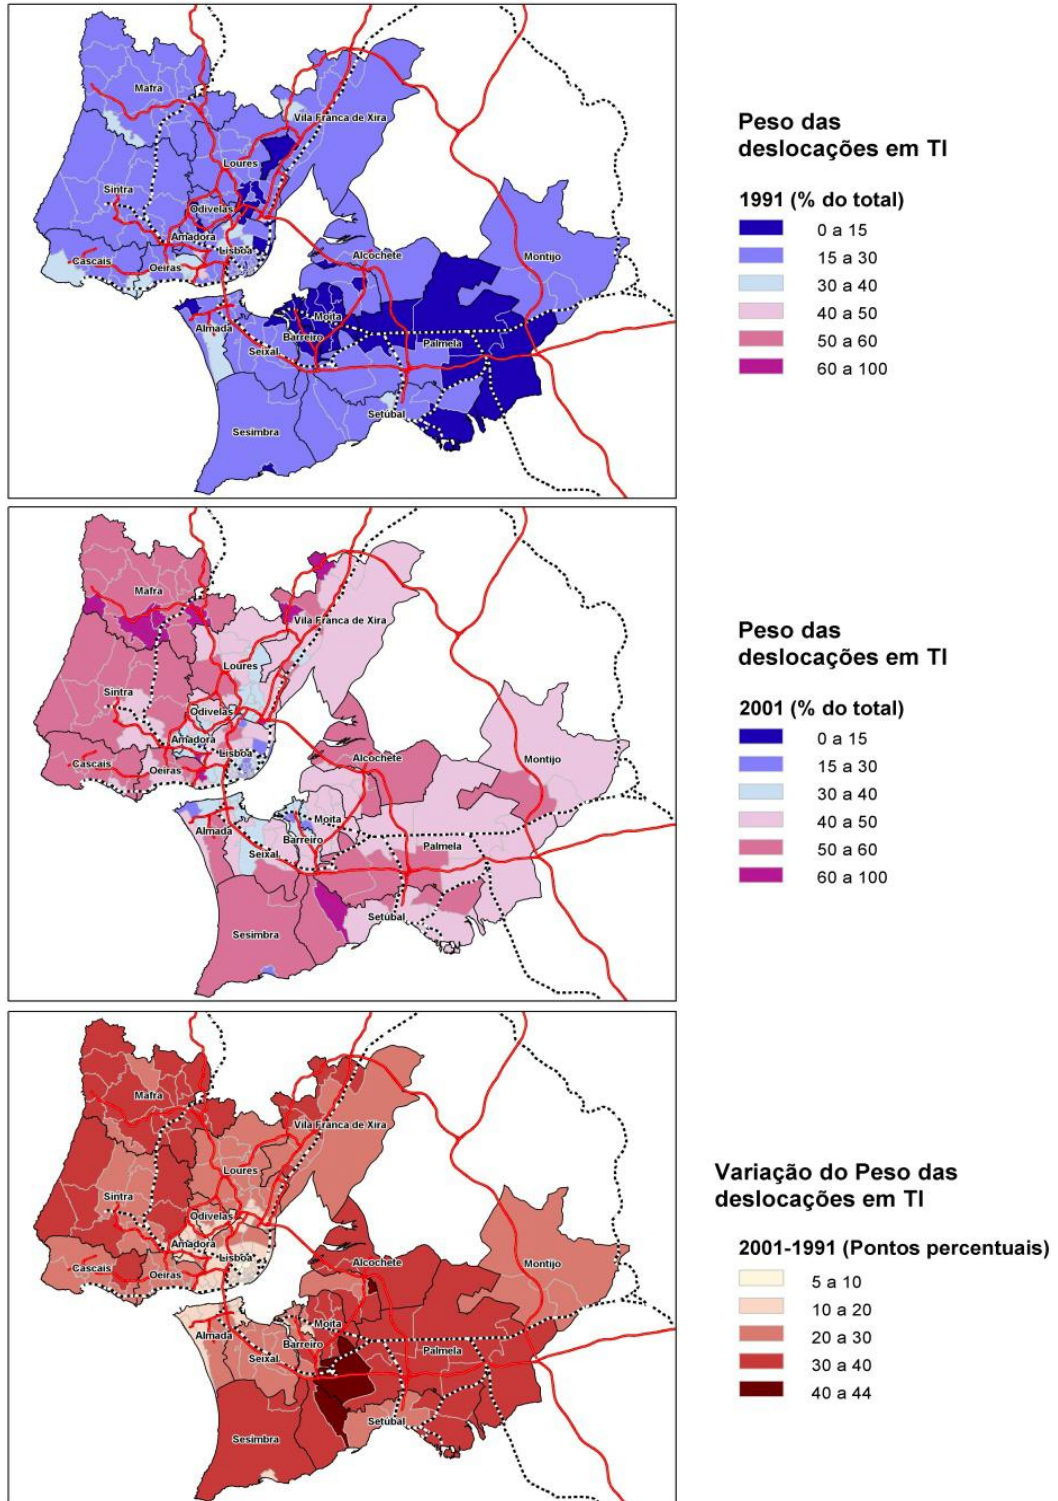 Mafra
Vila Franca de Xira
Loures
Sintra
Odivelas
Amadora
Lisboa
Cascais
Oeiras
Alcochete
Montijo
Almada
Moita
Barreiro
Seixal
Palmela
Setúbal
Sesimbra
Peso das
deslocações em TI
1991 (% do total)
0 a 15
15 a 30
30 a 40
40 a 50
50 a 60
60 a 100
Mafra
Vila Franca de Xira
Loures
Sintra
Odivelas
Amadora
Lisboa
Cascais
Oeiras
Alcochete
Montijo
Almada
Moita
Barreiro
Seixal
Palmela
Setúbal
Sesimbra
Peso das
deslocações em TI
2001 (% do total)
0 a 15
15 a 30
30 a 40
40 a 50
50 a 60
60 a 100
Mafra
Vila Franca de Xira
Loures
Sintra
Odivelas
Amadora
Lisboa
Cascais
Oeiras
Alcochete
Montijo
Almada
Moita
Barreiro
Seixal
Palmela
Setúbal
Sesimbra
Variação do Peso das
deslocações em TI
2001-1991 (Pontos percentuais)
5 a 10
10 a 20
20 a 30
30 a 40
40 a 44